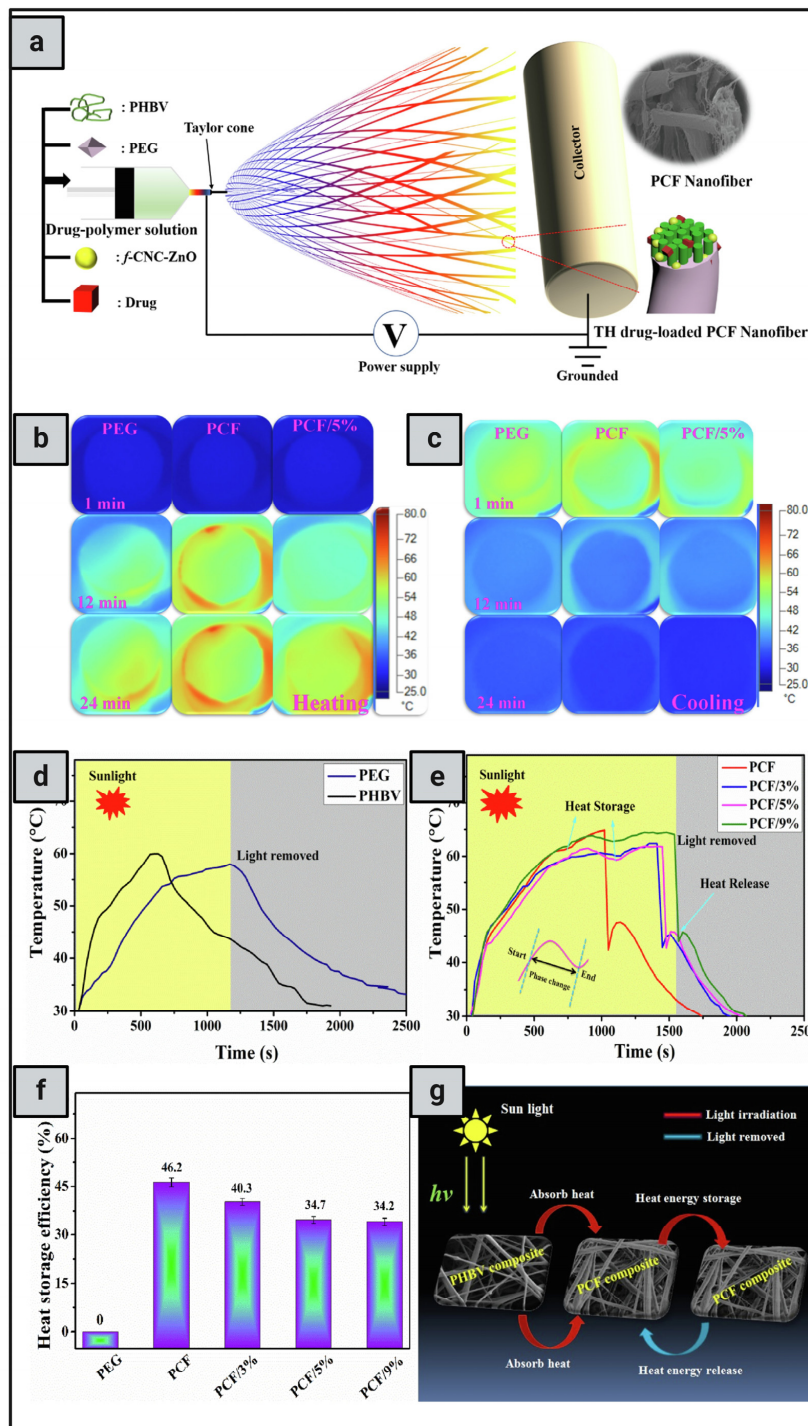 a
: PHBV
: PEG
Drug-polymer solution
: f-CNC-ZnO
: Drug
Taylor cone
V
Power supply
Collector
Grounded
PCF Nanofiber
TH drug-loaded PCF Nanofiber
b
PEG PCF PCF/5%
1 min
12 min
24 min
Heating
80.0
72
66
60
54
48
42
36
30
25.0
°C
c
PEG PCF PCF/5%
1 min
12 min
24 min
Cooling
80.0
72
66
60
54
48
42
36
30
25.0
°C
d
Sunlight
PEG
PHBV
Light removed
Temperature (°C)
70
60
45
30
0 500 1000 1500 2000 2500
Time (s)
e
Sunlight
PCF
PCF/3%
PCF/5%
PCF/9%
Heat Storage
Light removed
Heat Release
Start
Phase change
End
Temperature (°C)
70
60
45
30
0 500 1000 1500 2000 2500
Time (s)
f
Heat storage efficiency (%)
60
45
30
15
0
0
46.2
40.3
34.7
34.2
PEG
PCF
PCF/3%
PCF/5%
PCF/9%
g
Sun light
Light irradiation
Light removed
hv
Absorb heat
Heat energy storage
PHBV composite
PCF composite
PCF composite
Absorb heat
Heat energy release